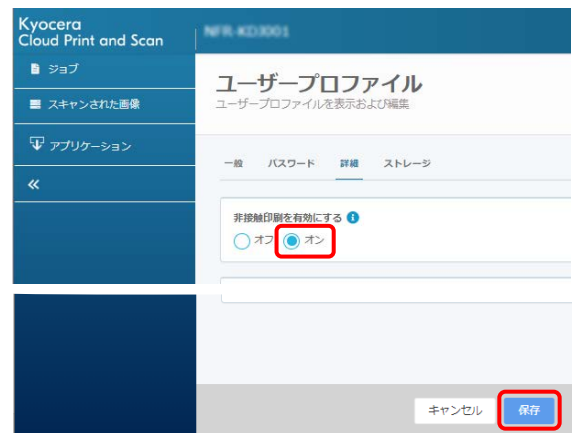 Kyocera
Cloud Print and Scan
NFR-KDJ001
ジョブ
スキャンされた画像
アプリケーション
ユーザープロファイル
ユーザープロファイルを表示および編集
一般 パスワード 詳細 ストレージ
非接触印刷を有効にする
オフ オン
キャンセル 保存